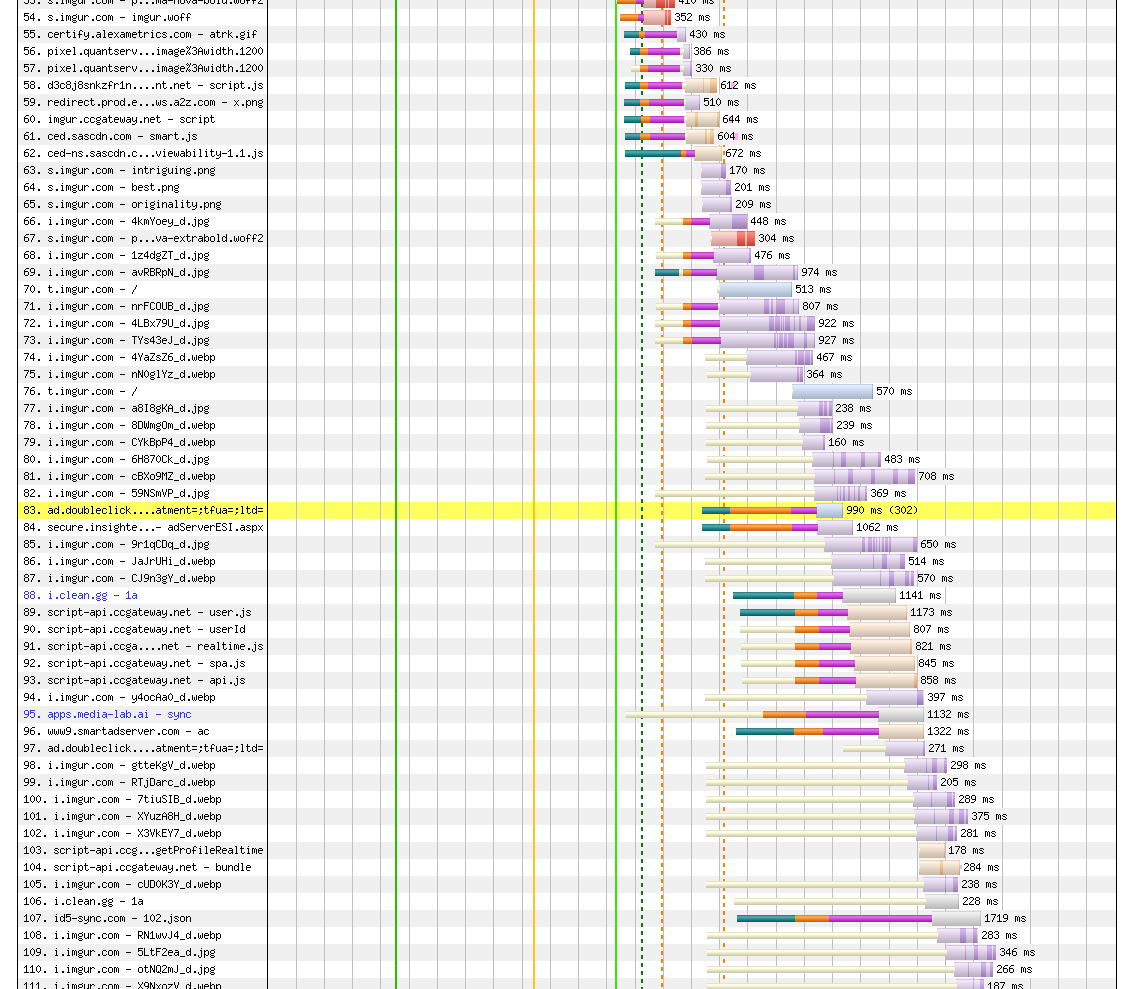 53. s.imgur.com – p...ma-nova-bold.woff2 410 ms
54. s.imgur.com – imgur.woff 352 ms
55. certify.alexametrics.com – atrk.gif 430 ms
56. pixel.quantserv...image%3Awidth.1200 386 ms
57. pixel.quantserv...image%3Awidth.1200 330 ms
58. d3c8j8snkzfr1n....nt.net – script.js 612 ms
59. redirect.prod.e...ws.a2z.com – x.png 510 ms
60. imgur.ccgateway.net – script 644 ms
61. ced.sascdn.com – smart.js 604 ms
62. ced-ns.sascdn.c...viewability-1.1.js 672 ms
63. s.imgur.com – intriguing.png 170 ms
64. s.imgur.com – best.png 201 ms
65. s.imgur.com – originality.png 209 ms
66. i.imgur.com – 4kmYoey_d.jpg 448 ms
67. s.imgur.com – p...va-extrabold.woff2 304 ms
68. i.imgur.com – 1z4dgZT_d.jpg 476 ms
69. i.imgur.com – avRBRpN_d.jpg 974 ms
70. t.imgur.com – / 513 ms
71. i.imgur.com – nrFCOUB_d.jpg 807 ms
72. i.imgur.com – 4LBx79U_d.jpg 922 ms
73. i.imgur.com – TYs43eJ_d.jpg 927 ms
74. i.imgur.com – 4YaZsZ6_d.webp 467 ms
75. i.imgur.com – nN0glYz_d.webp 364 ms
76. t.imgur.com – / 570 ms
77. i.imgur.com – a8I8gKA_d.jpg 238 ms
78. i.imgur.com – 8DWmgOm_d.webp 239 ms
79. i.imgur.com – CYkBpP4_d.webp 160 ms
80. i.imgur.com – 6H870Ck_d.jpg 483 ms
81. i.imgur.com – cBXo9MZ_d.webp 708 ms
82. i.imgur.com – 59NSmVP_d.jpg 369 ms
83. ad.doubleclick....atment=;tfua=;ltd= 990 ms (302)
84. secure.insighte...– adServerESI.aspx 1062 ms
85. i.imgur.com – 9r1qCDq_d.jpg 650 ms
86. i.imgur.com – JaJrUHi_d.webp 514 ms
87. i.imgur.com – CJ9n3gY_d.webp 570 ms
88. i.clean.gg – 1a 1141 ms
89. script-api.ccgateway.net – user.js 1173 ms
90. script-api.ccgateway.net – userId 807 ms
91. script-api.ccga....net – realtime.js 821 ms
92. script-api.ccgateway.net – spa.js 845 ms
93. script-api.ccgateway.net – api.js 858 ms
94. i.imgur.com – y4ocAaO_d.webp 397 ms
95. apps.media-lab.ai – sync 1132 ms
96. www9.smartadserver.com – ac 1322 ms
97. ad.doubleclick....atment=;tfua=;ltd= 271 ms
98. i.imgur.com – gtteKgV_d.webp 298 ms
99. i.imgur.com – RTjDarc_d.webp 205 ms
100. i.imgur.com – 7tiuSIB_d.webp 289 ms
101. i.imgur.com – XYuzA8H_d.webp 375 ms
102. i.imgur.com – X3VkEY7_d.webp 281 ms
103. script-api.ccg...getProfileRealtime 178 ms
104. script-api.ccgateway.net – bundle 284 ms
105. i.imgur.com – cUDOK3Y_d.webp 238 ms
106. i.clean.gg – 1a 228 ms
107. id5-sync.com – 102.json 1719 ms
108. i.imgur.com – RN1wvJ4_d.webp 283 ms
109. i.imgur.com – 5LtF2ea_d.jpg 346 ms
110. i.imgur.com – otNQ2mJ_d.jpg 266 ms
111. i.imgur.com – X9NxozV_d.webp 187 ms